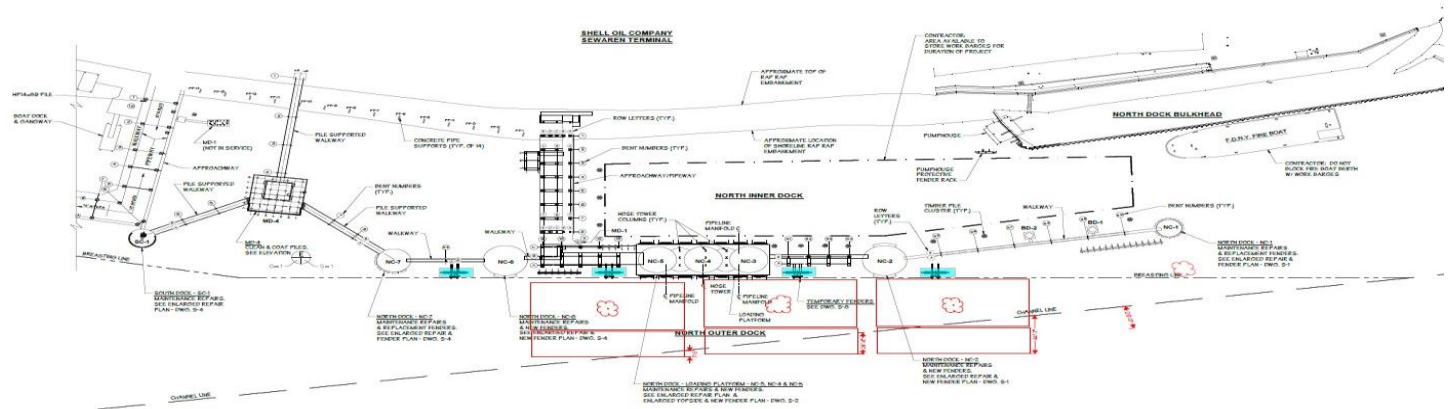 SHELL OIL COMPANY
SEWAREN TERMINAL
CONTRACTOR:
AREA AVAILABLE TO
STORE WORK BARGES FOR
DURATION OF PROJECT
APPROXIMATE TOP OF
RAP RAP
EMBANKMENT
HP14x89 PILE
BOAT DOCK
& GANGWAY
MD-1
(NOT IN SERVICE)
APPROACHWAY
PILE SUPPORTED
WALKWAY
CONCRETE PIPE
SUPPORTS (TYP. OF 14)
ROW LETTERS (TYP.)
BENT NUMBERS (TYP.)
APPROACHWAY/PIPEWAY
APPROXIMATE LOCATION
OF SHORELINE RAP RAP
EMBANKMENT
PUMPHOUSE
NORTH DOCK BULKHEAD
F.D.N.Y. FIRE BOAT
PUMPHOUSE
PROTECTIVE
FENDER RACK
CONTRACTOR: DO NOT
BLOCK FIRE BOAT BERTH
W/ WORK BARGES
PILE SUPPORTED
WALKWAY
BENT NUMBERS
(TYP.)
PILE SUPPORTED
WALKWAY
NORTH INNER DOCK
MD-4
CLEAN & COAT PILES,
SEE ELEVATION
WALKWAY
WALKWAY
MD-1
HOSE TOWER
COLUMNS (TYP.)
PIPELINE
MANIFOLD
ROW
LETTERS
(TYP.)
TIMBER PILE
CLUSTER (TYP.)
WALKWAY
BD-2
BD-1
BENT NUMBERS (TYP.)
SC-1
NC-7
NC-6
NC-5
NC-4
NC-3
NC-2
NC-1
BREASTING LINE
BREASTING LINE
NORTH DOCK - NC-1
MAINTENANCE REPAIRS
& REPLACEMENT FENDERS.
SEE ENLARGED REPAIR &
FENDER PLAN - DWG. S-1
SOUTH DOCK - SC-1
MAINTENANCE REPAIRS.
SEE ENLARGED REPAIR
PLAN - DWG. S-4
HOSE
TOWER
PIPELINE
MANIFOLD
PIPELINE
MANIFOLD
LOADING
PLATFORM
TEMPORARY FENDERS
SEE DWG. S-8
CHANNEL LINE
NORTH DOCK - NC-7
MAINTENANCE REPAIRS
& REPLACEMENT FENDERS.
SEE ENLARGED REPAIR &
FENDER PLAN - DWG. S-4
NORTH DOCK - NC-6
MAINTENANCE REPAIRS
& NEW FENDERS.
SEE ENLARGED REPAIR &
NEW FENDER PLAN - DWG. S-4
NORTH OUTER DOCK
NORTH DOCK - NC-2
MAINTENANCE REPAIRS
& NEW FENDERS.
SEE ENLARGED REPAIR &
NEW FENDER PLAN - DWG. S-1
NORTH DOCK - LOADING PLATFORM - NC-3, NC-4 & NC-5
MAINTENANCE REPAIRS & NEW FENDERS.
SEE ENLARGED REPAIR PLAN &
ENLARGED TOPSIDE & NEW FENDER PLAN - DWG. S-2
CHANNEL LINE